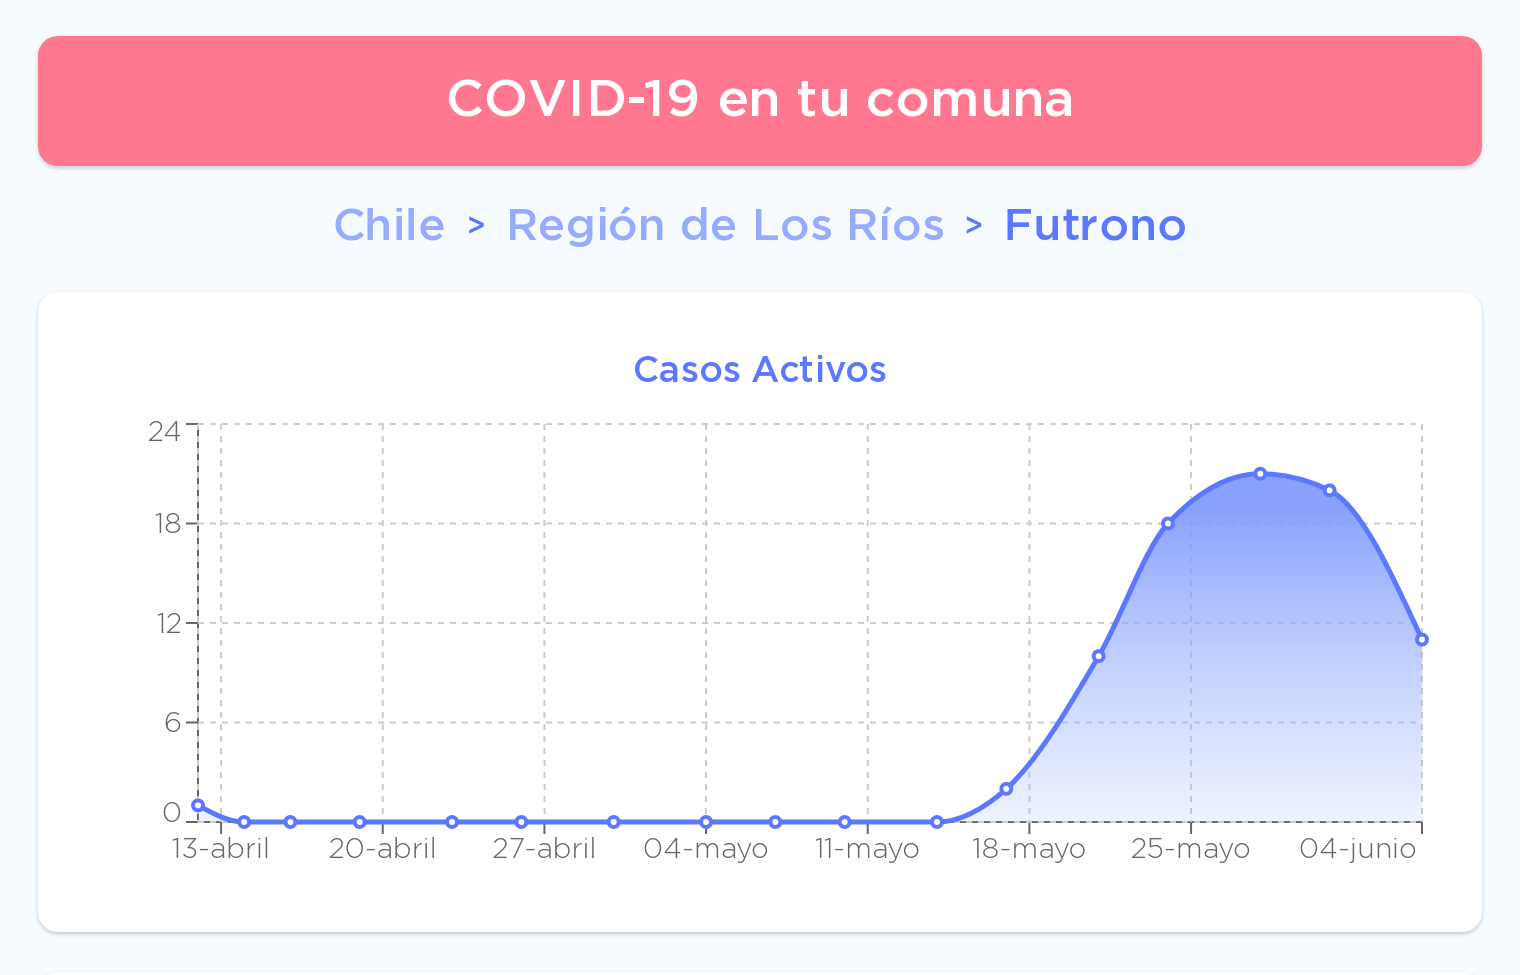 COVID-19 en tu comuna
Chile > Región de Los Ríos > Futrono
Casos Activos
24
18
12
6
0
13-abril 20-abril 27-abril 04-mayo 11-mayo 18-mayo 25-mayo 04-junio